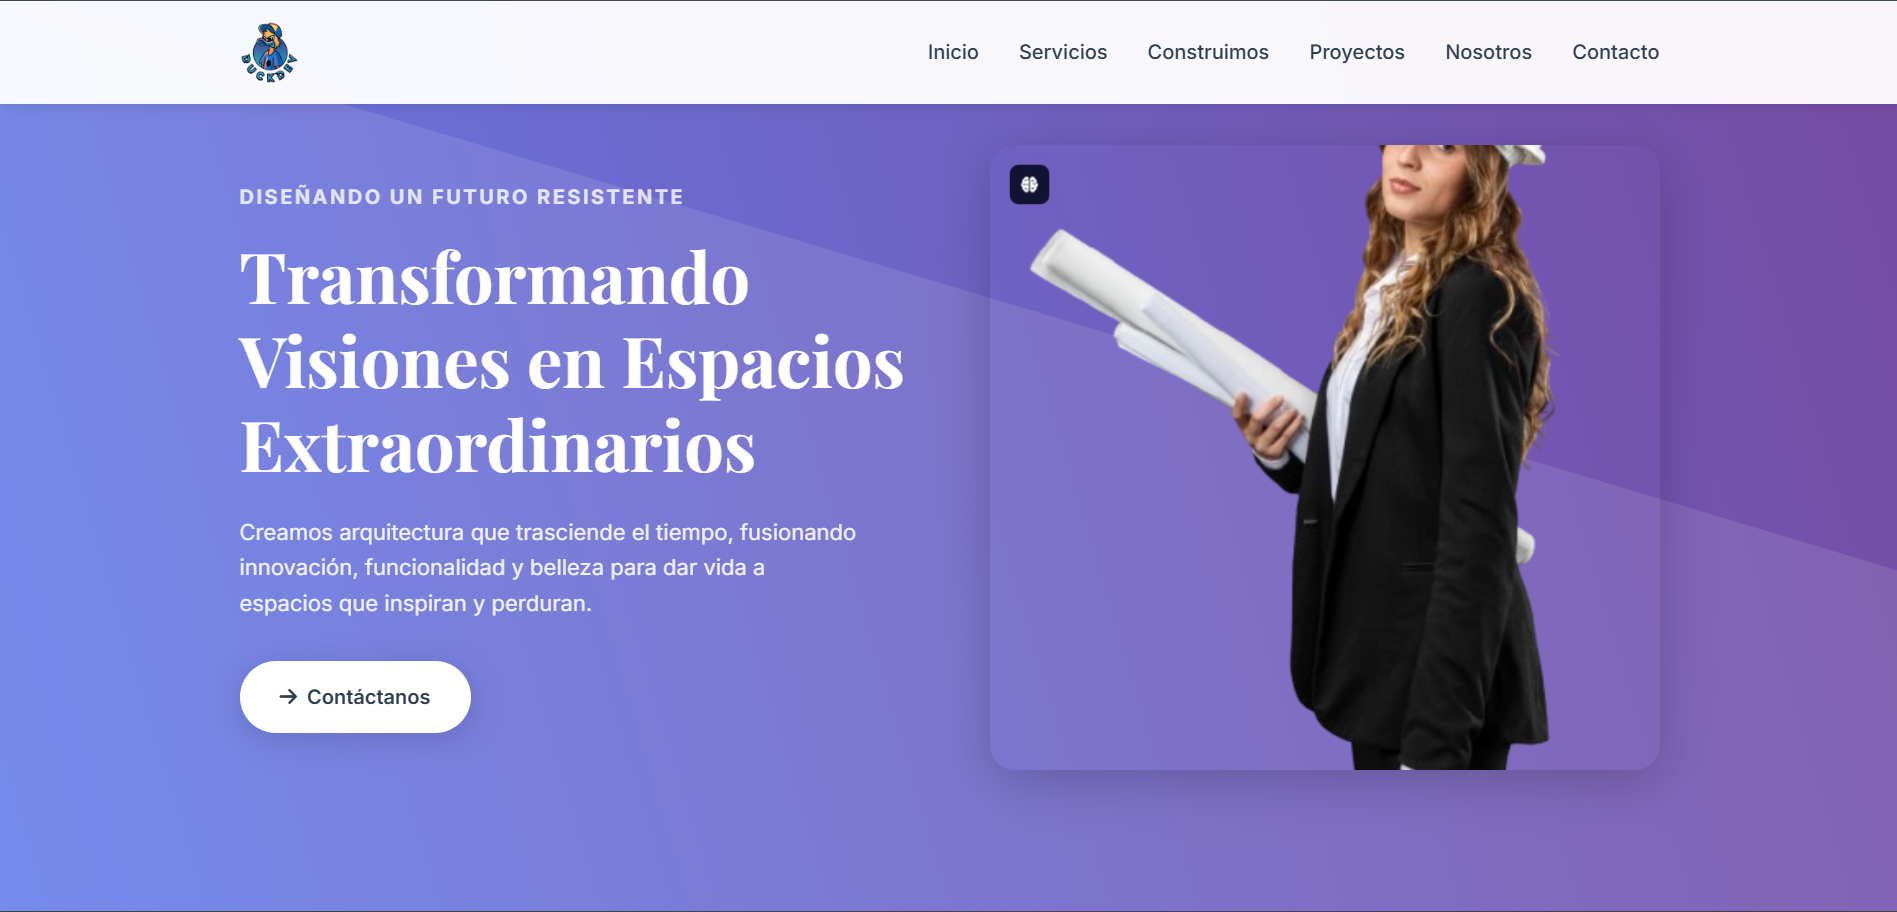 DUCKDEV
Inicio Servicios Construimos Proyectos Nosotros Contacto
DISEÑANDO UN FUTURO RESISTENTE
Transformando
Visiones en Espacios
Extraordinarios
Creamos arquitectura que trasciende el tiempo, fusionando
innovación, funcionalidad y belleza para dar vida a
espacios que inspiran y perduran.
→ Contáctanos